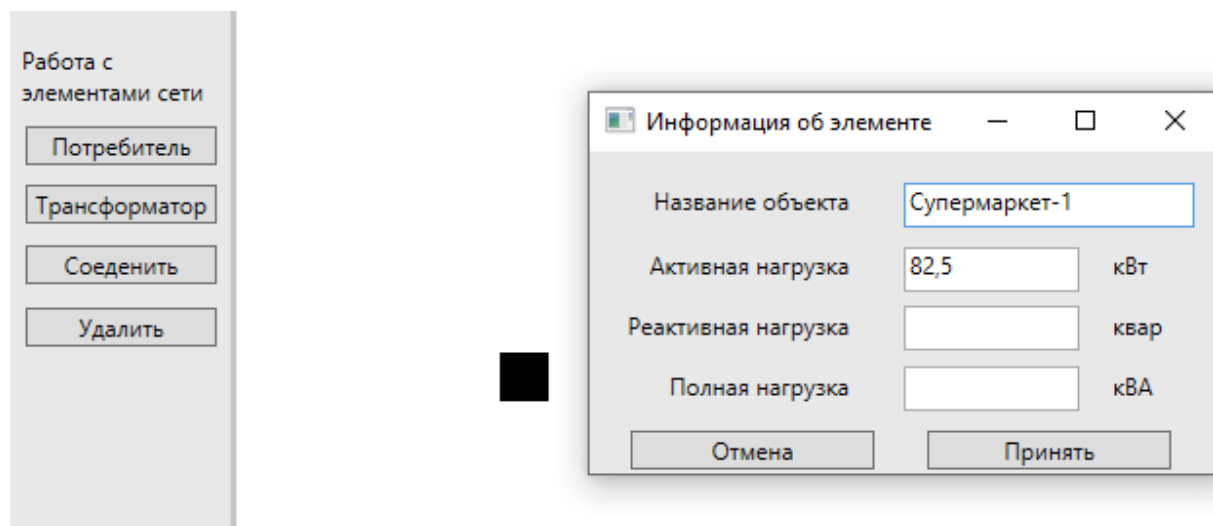 Работа с
элементами сети
Потребитель
Трансформатор
Соеденить
Удалить
Информация об элементе
Название объекта Супермаркет-1
Активная нагрузка 82,5 кВт
Реактивная нагрузка квар
Полная нагрузка кВА
Отмена Принять